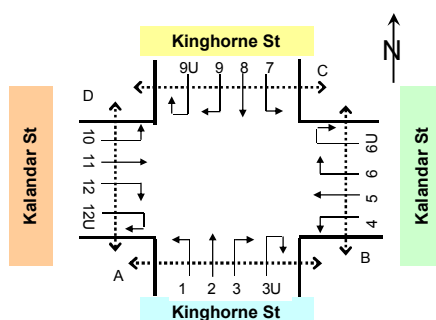 Kinghorne St
N
9U 9 8 7
D
C
Kalandar St
10
11
12
12U
6U
6
5
4
Kalandar St
A
B
1 2 3 3U
Kinghorne St